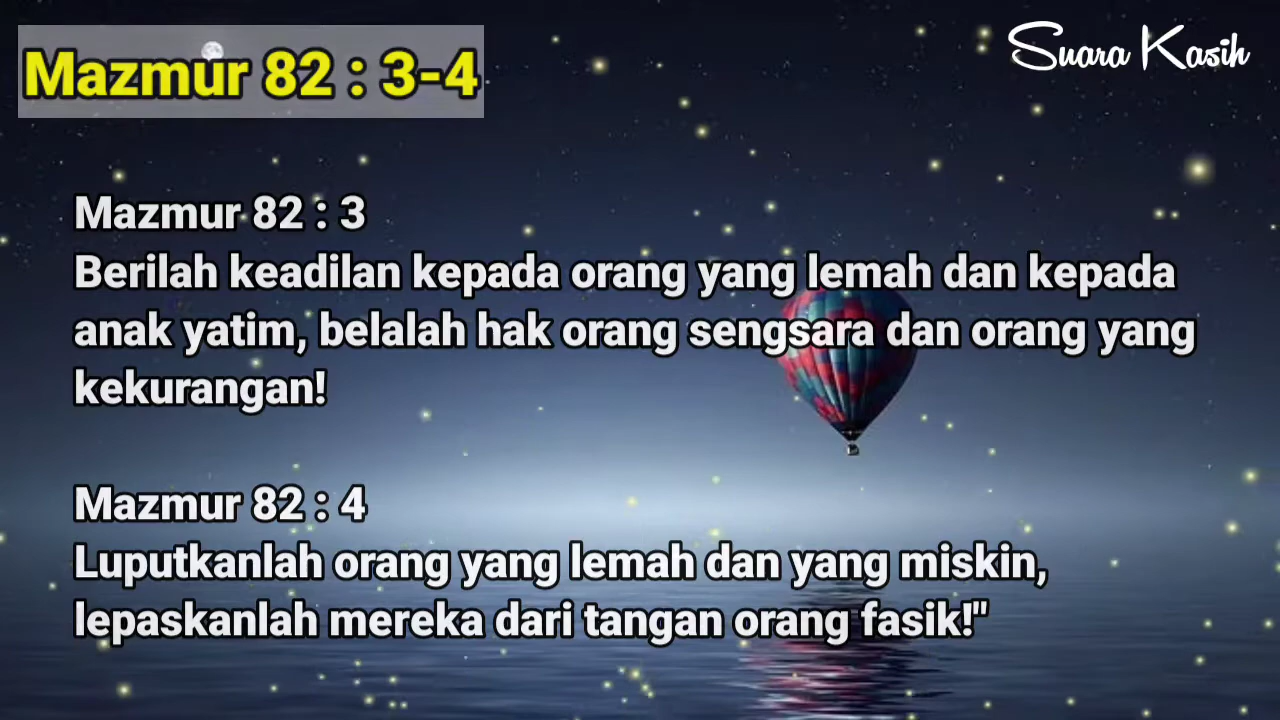 Mazmur 82 : 3-4
Suara Kasih
Mazmur 82 : 3
Berilah keadilan kepada orang yang lemah dan kepada
anak yatim, belalah hak orang sengsara dan orang yang
kekurangan!
Mazmur 82 : 4
Luputkanlah orang yang lemah dan yang miskin,
lepaskanlah mereka dari tangan orang fasik!"